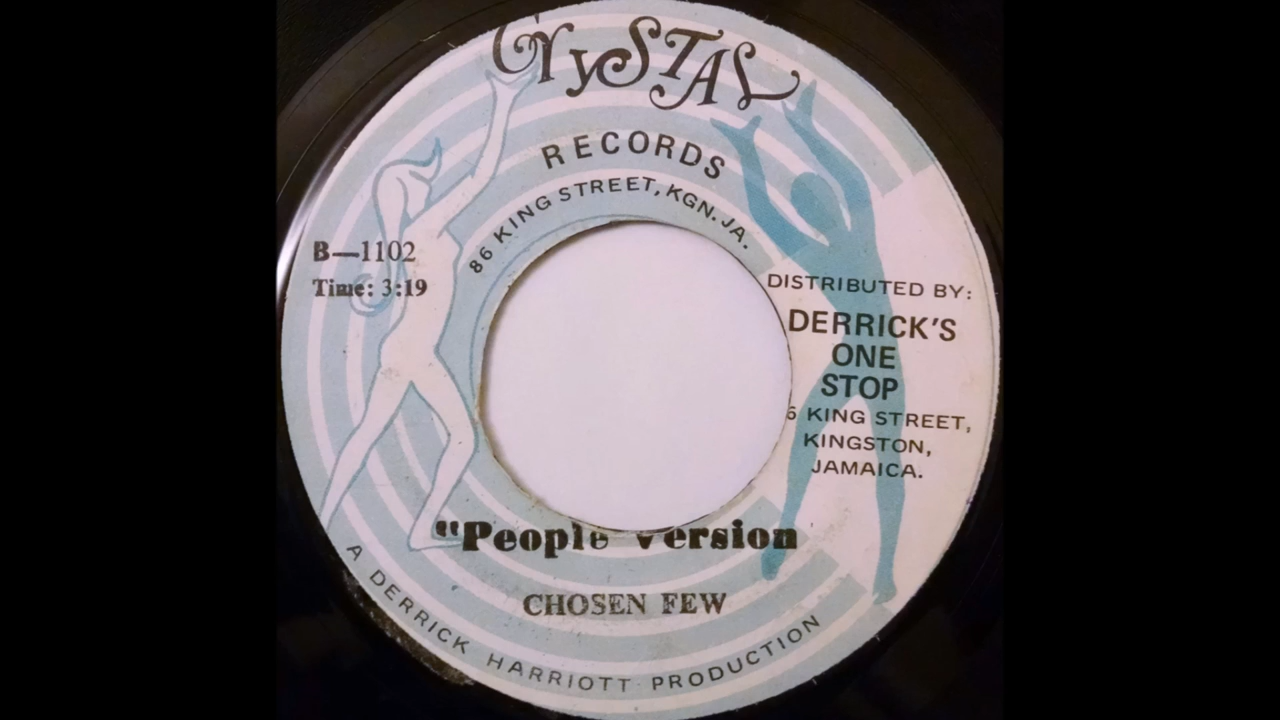 CRYSTAL
RECORDS
86 KING STREET, KGN. JA.
B—1102
Time: 3:19
DISTRIBUTED BY:
DERRICK'S
ONE
STOP
6 KING STREET,
KINGSTON,
JAMAICA.
"People Version
CHOSEN FEW
A DERRICK HARRIOTT PRODUCTION